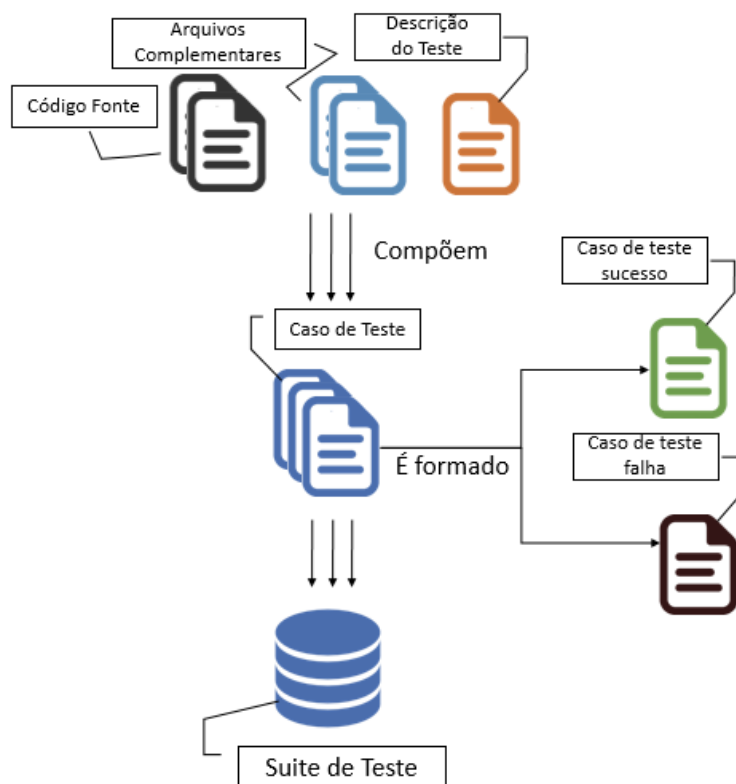 Arquivos
Complementares
Descrição
do Teste
Código Fonte
Compõem
Caso de teste
sucesso
Caso de Teste
Caso de teste
falha
É formado
Suite de Teste